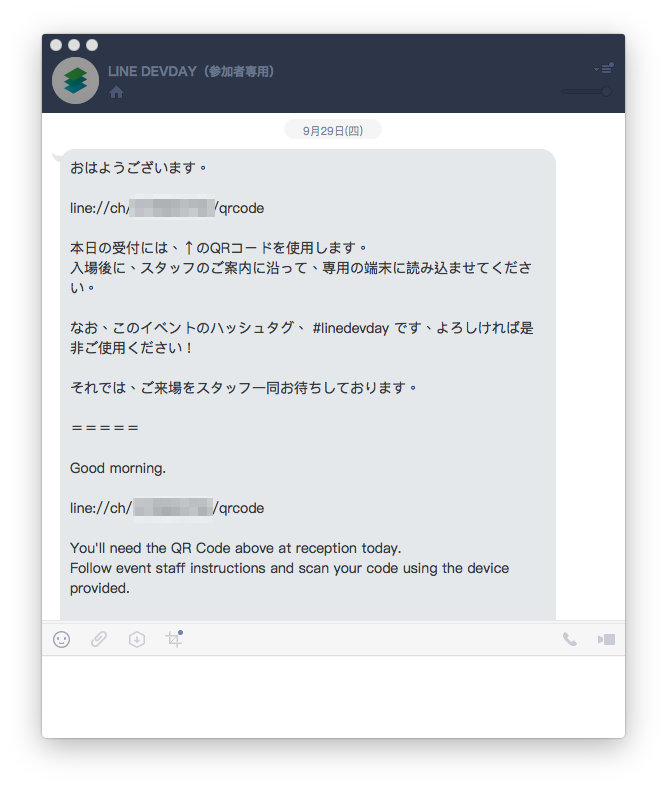 LINE DEVDAY（参加者専用）
9月29日(四)
おはようございます。
line://ch/ /qrcode
本日の受付には、↑のQRコードを使用します。
入場後に、スタッフのご案内に沿って、専用の端末に読み込ませてくださ
い。
なお、このイベントのハッシュタグ、 #linedevday です、よろしければ是
非ご使用ください！
それでは、ご来場をスタッフ一同お待ちしております。
＝＝＝＝＝
Good morning.
line://ch/ /qrcode
You'll need the QR Code above at reception today.
Follow event staff instructions and scan your code using the device
provided.